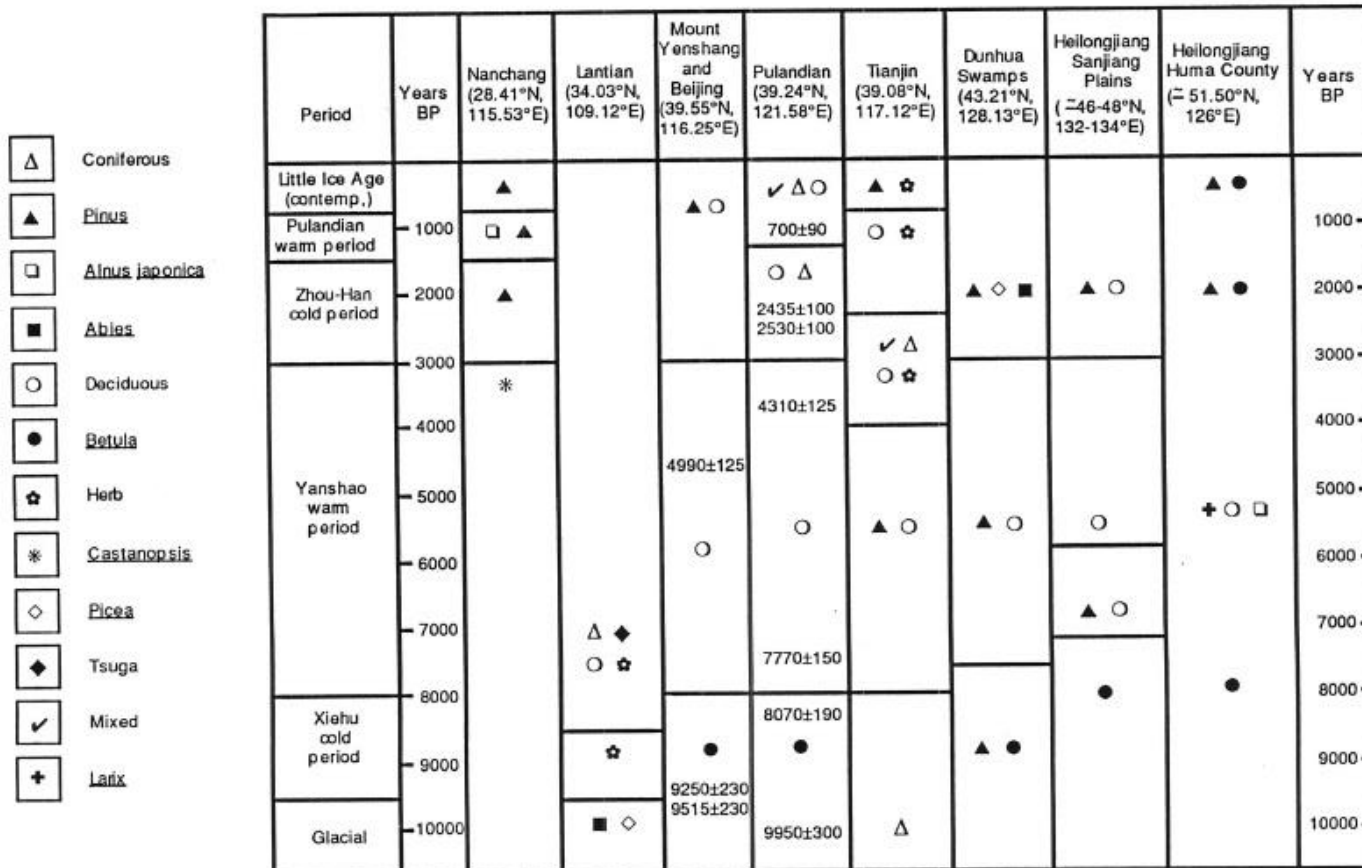 Coniferous
Pinus
Alnus japonica
Abies
Deciduous
Betula
Herb
Castanopsis
Picea
Tsuga
Mixed
Larix
Period
Years
BP
Nanchang
(28.41°N,
115.53°E)
Lantian
(34.03°N,
109.12°E)
Mount
Yenshang
and
Beijing
(39.55°N,
116.25°E)
Pulandian
(39.24°N,
121.58°E)
Tianjin
(39.08°N,
117.12°E)
Dunhua
Swamps
(43.21°N,
128.13°E)
Heilongjiang
Sanjiang
Plains
(≃46-48°N,
132-134°E)
Heilongjiang
Huma County
(≃ 51.50°N,
126°E)
Years
BP
Little Ice Age
(contemp.)
Pulandian
warm period
Zhou-Han
cold period
Yanshao
warm
period
Xiehu
cold
period
Glacial
1000
2000
3000
4000
5000
6000
7000
8000
9000
10000
4990±125
9250±230
9515±230
700±90
2435±100
2530±100
4310±125
7770±150
8070±190
9950±300
1000
2000
3000
4000
5000
6000
7000
8000
9000
10000